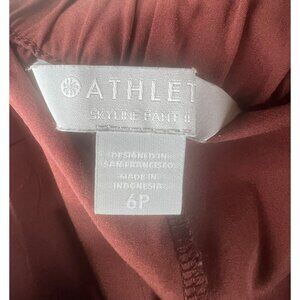 ATHLET
SKYLINE PANT II
DESIGNED IN
SAN FRANCISCO
MADE IN
INDONESIA
6P